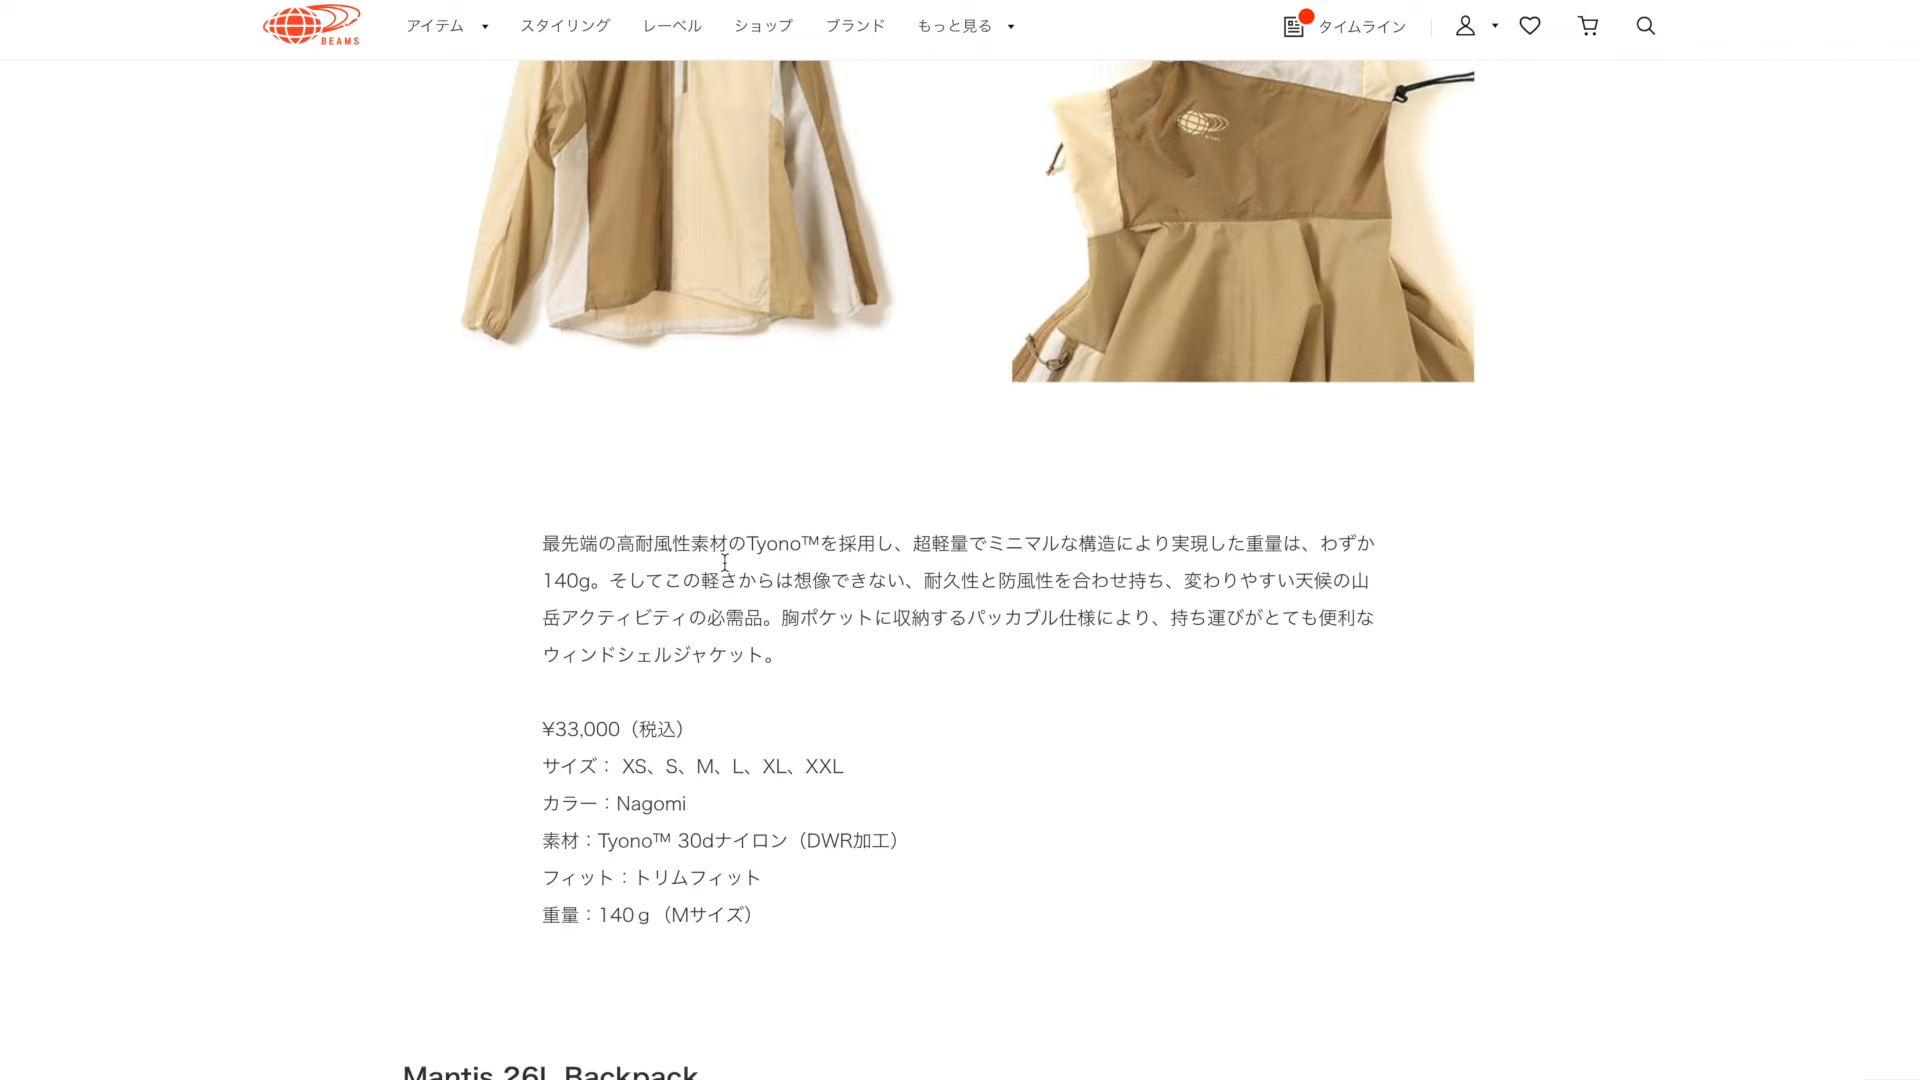 BEAMS
アイテム スタイリング レーベル ショップ ブランド もっと見る タイムライン
最先端の高耐風性素材のTyono™を採用し、超軽量でミニマルな構造により実現した重量は、わずか
140g。そしてこの軽さからは想像できない、耐久性と防風性を合わせ持ち、変わりやすい天候の山
岳アクティビティの必需品。胸ポケットに収納するパッカブル仕様により、持ち運びがとても便利な
ウィンドシェルジャケット。
¥33,000（税込）
サイズ： XS、S、M、L、XL、XXL
カラー：Nagomi
素材：Tyono™ 30dナイロン（DWR加工）
フィット：トリムフィット
重量：140ｇ（Mサイズ）
Mantis 26L Backpack